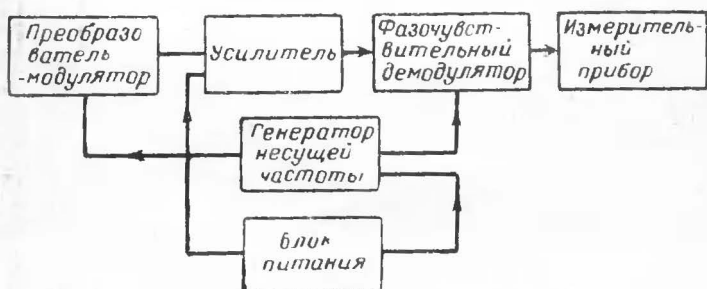 Преобразо
ватель
-модулятор
Усилитель
Фазочувст-
вительный
демодулятор
Измеритель-
ный
прибор
Генератор
несущей
частоты
Блок
питания